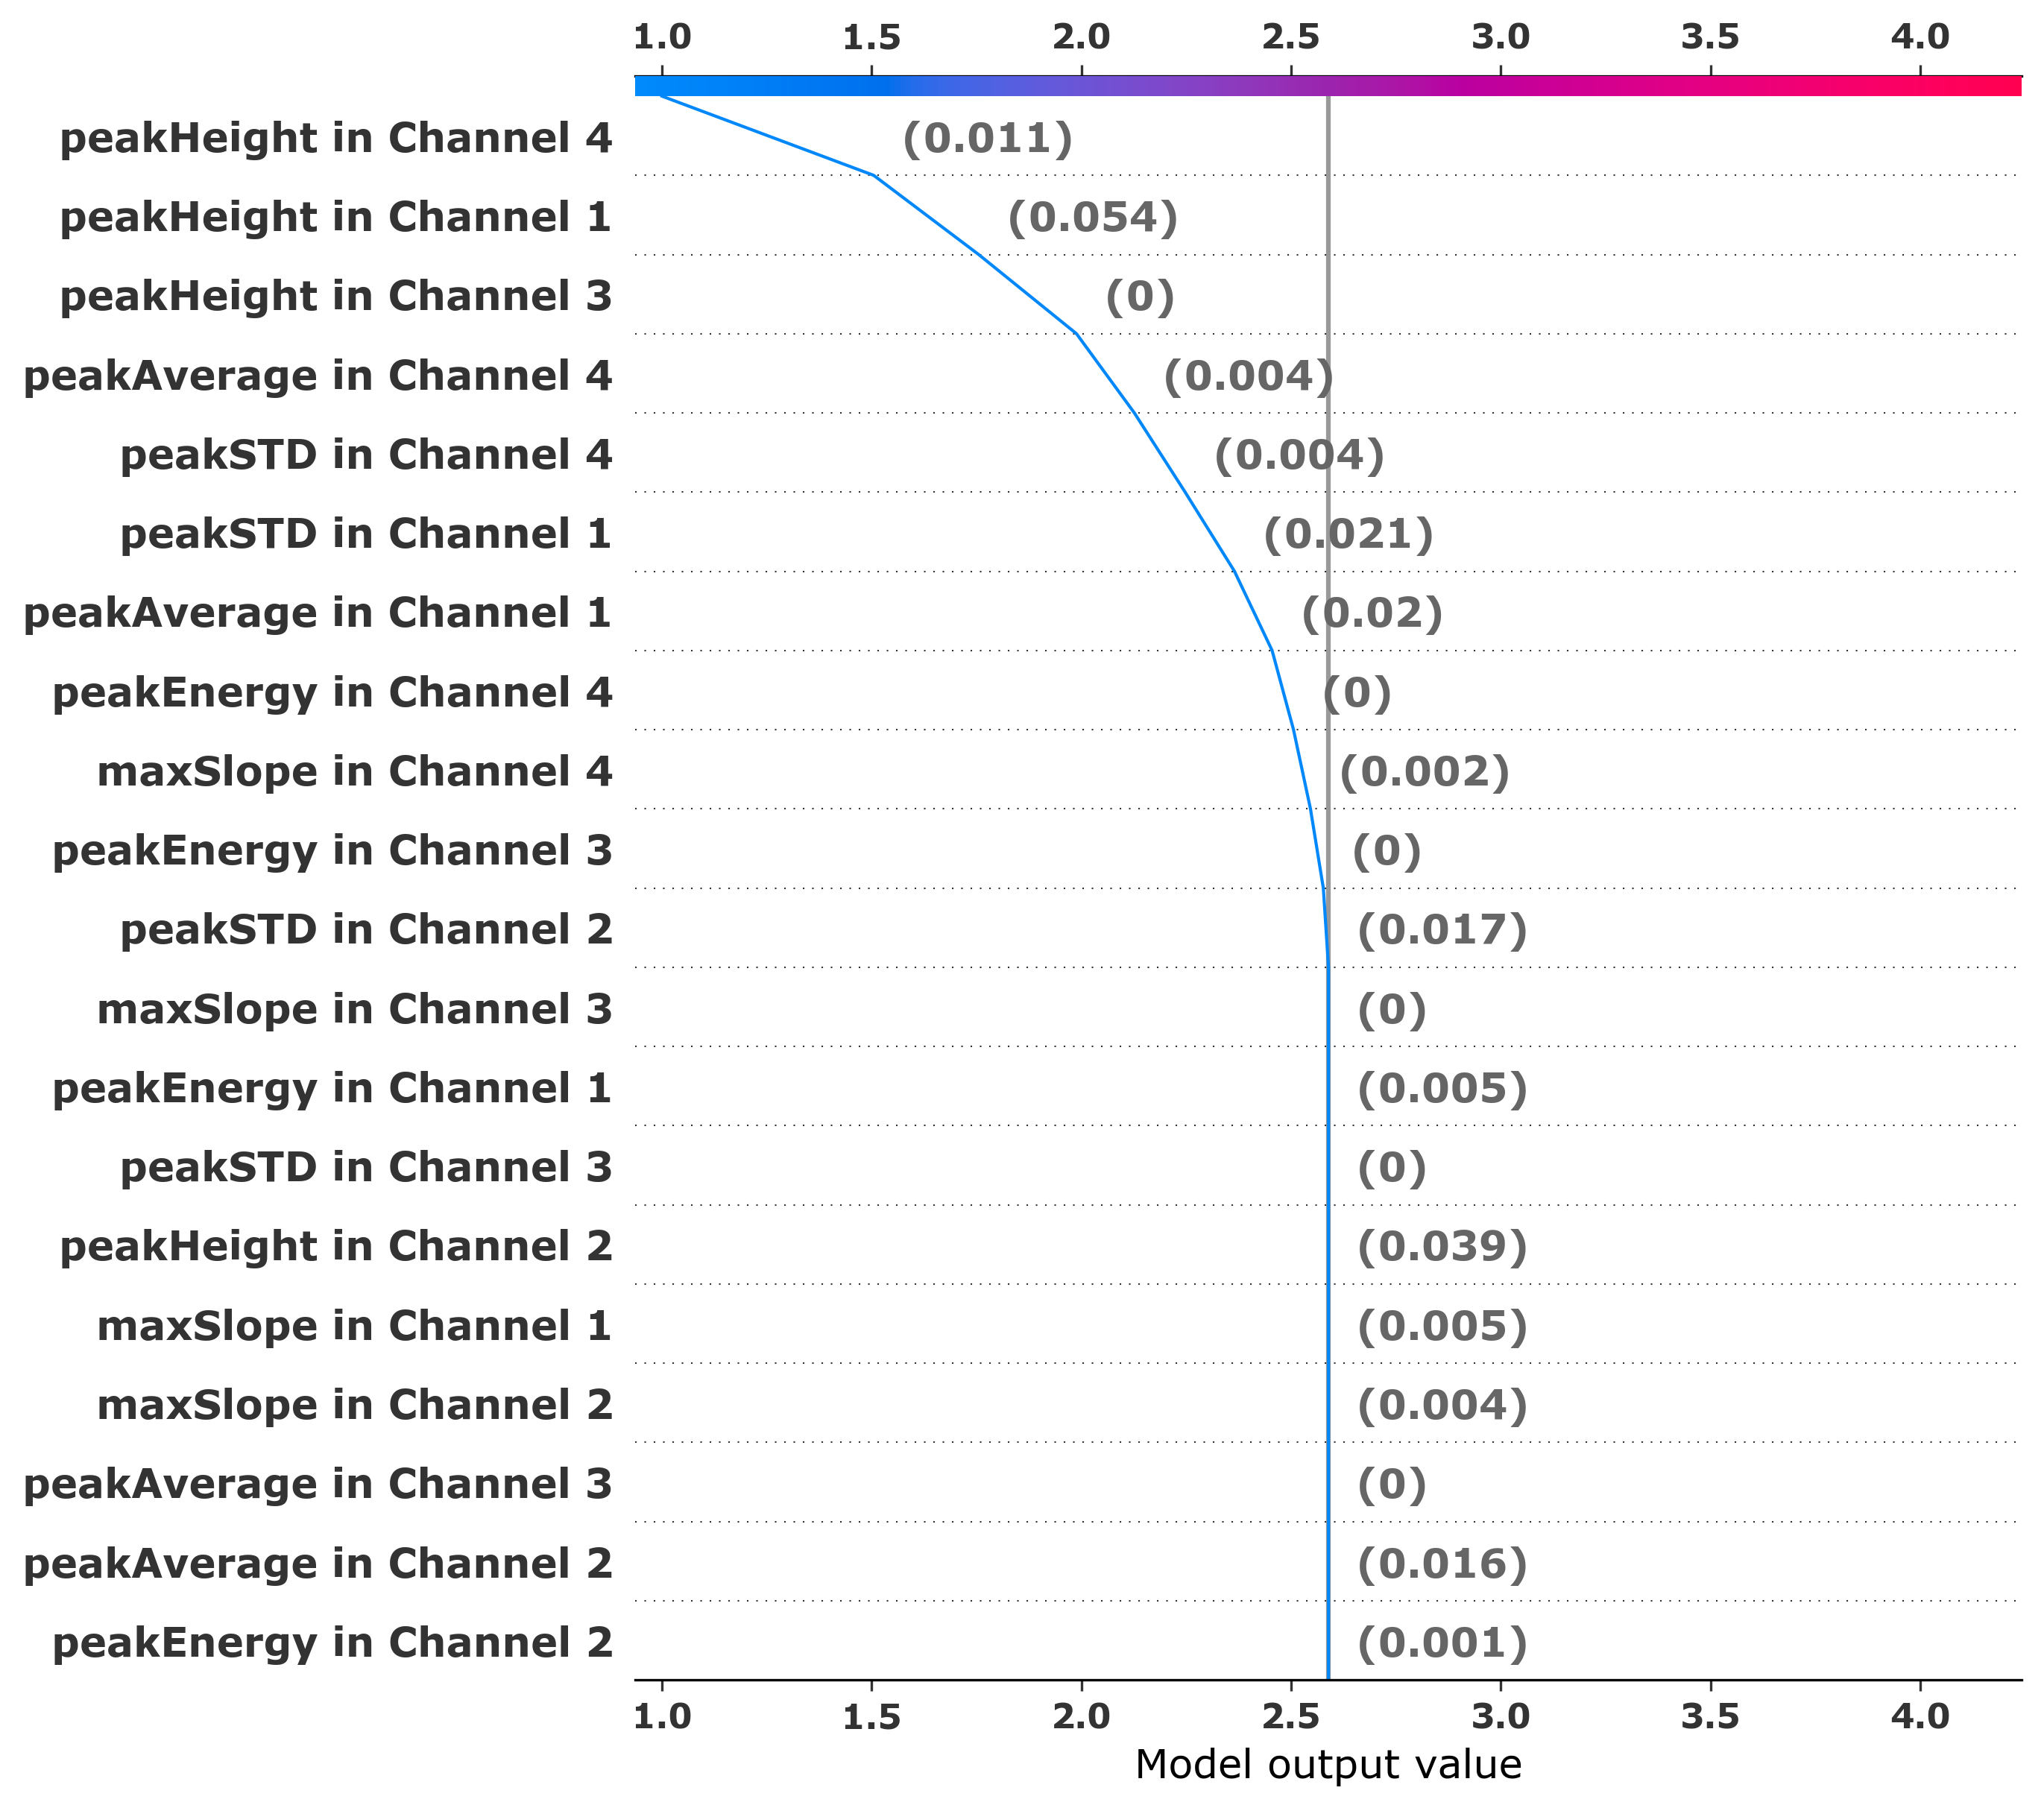 1.0 1.5 2.0 2.5 3.0 3.5 4.0
peakHeight in Channel 4 (0.011)
peakHeight in Channel 1 (0.054)
peakHeight in Channel 3 (0)
peakAverage in Channel 4 (0.004)
peakSTD in Channel 4 (0.004)
peakSTD in Channel 1 (0.021)
peakAverage in Channel 1 (0.02)
peakEnergy in Channel 4 (0)
maxSlope in Channel 4 (0.002)
peakEnergy in Channel 3 (0)
peakSTD in Channel 2 (0.017)
maxSlope in Channel 3 (0)
peakEnergy in Channel 1 (0.005)
peakSTD in Channel 3 (0)
peakHeight in Channel 2 (0.039)
maxSlope in Channel 1 (0.005)
maxSlope in Channel 2 (0.004)
peakAverage in Channel 3 (0)
peakAverage in Channel 2 (0.016)
peakEnergy in Channel 2 (0.001)
1.0 1.5 2.0 2.5 3.0 3.5 4.0
Model output value